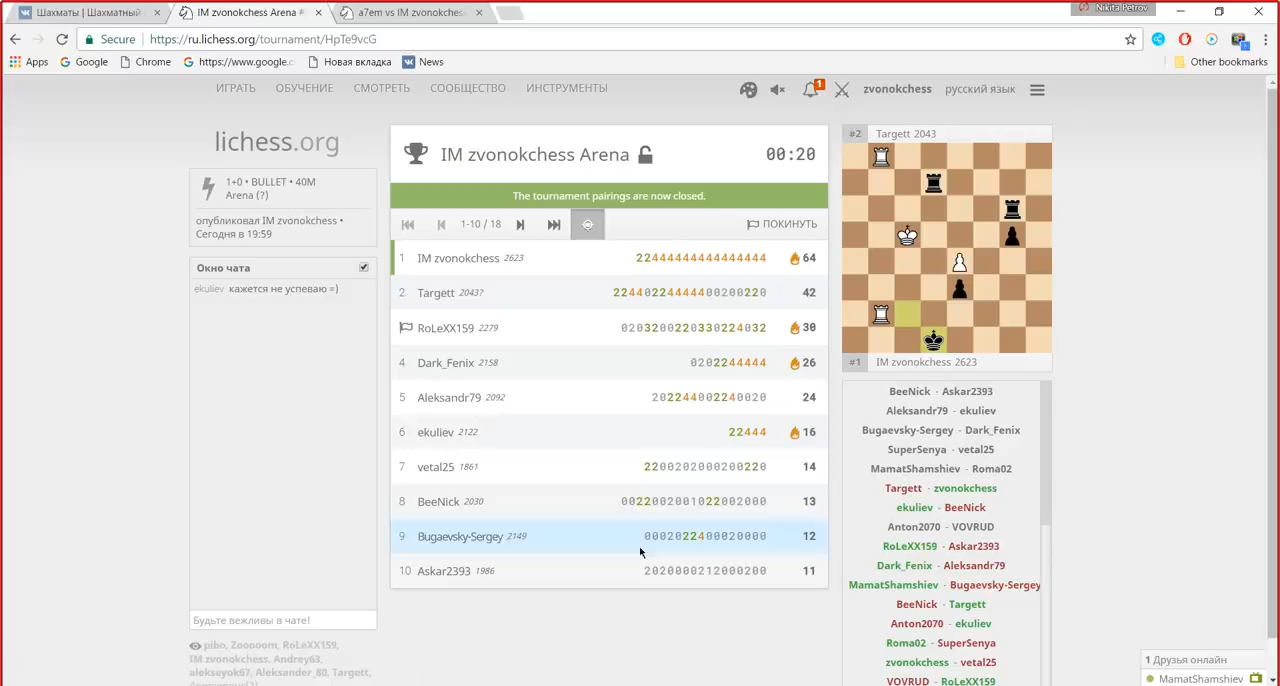 Шахматы | Шахматный
IM zvonokchess Arena
a7em vs IM zvonokches
Nikita Petrov
Secure | https://ru.lichess.org/tournament/HpTe9vcG
Apps Google Chrome https://www.google.c Новая вкладка News Other bookmarks
ИГРАТЬ ОБУЧЕНИЕ СМОТРЕТЬ СООБЩЕСТВО ИНСТРУМЕНТЫ 1 zvonokchess русский язык
lichess.org
1+0 • BULLET • 40M
Arena (?)
опубликовал IM zvonokchess •
Сегодня в 19:59
Окно чата
ekuliev кажется не успеваю =)
Будьте вежливы в чате!
pibo, Zooooom, RoLeXX159,
IM zvonokchess, Andrey63,
alekseyok67, Aleksander_80, Targett,
IM zvonokchess Arena 00:20
The tournament pairings are now closed.
1-10 / 18 ПОКИНУТЬ
1 IM zvonokchess 2623 22444444444444444 64
2 Targett 2043? 22440224444400200220 42
RoLeXX159 2279 0203200220330224032 30
4 Dark_Fenix 2158 0202244444 26
5 Aleksandr79 2092 202244002240020 24
6 ekuliev 2122 22444 16
7 vetal25 1861 2200202000200220 14
8 BeeNick 2030 0022002001022002000 13
9 Bugaevsky-Sergey 2149 0002022400020000 12
10 Askar2393 1986 2020000212000200 11
#2 Targett 2043
#1 IM zvonokchess 2623
BeeNick - Askar2393
Aleksandr79 - ekuliev
Bugaevsky-Sergey - Dark_Fenix
SuperSenya - vetal25
MamatShamshiev - Roma02
Targett - zvonokchess
ekuliev - BeeNick
Anton2070 - VOVRUD
RoLeXX159 - Askar2393
Dark_Fenix - Aleksandr79
MamatShamshiev - Bugaevsky-Sergey
BeeNick - Targett
Anton2070 - ekuliev
Roma02 - SuperSenya
zvonokchess - vetal25
VOVRUD - RoLeXX159
1 Друзья онлайн
MamatShamshiev